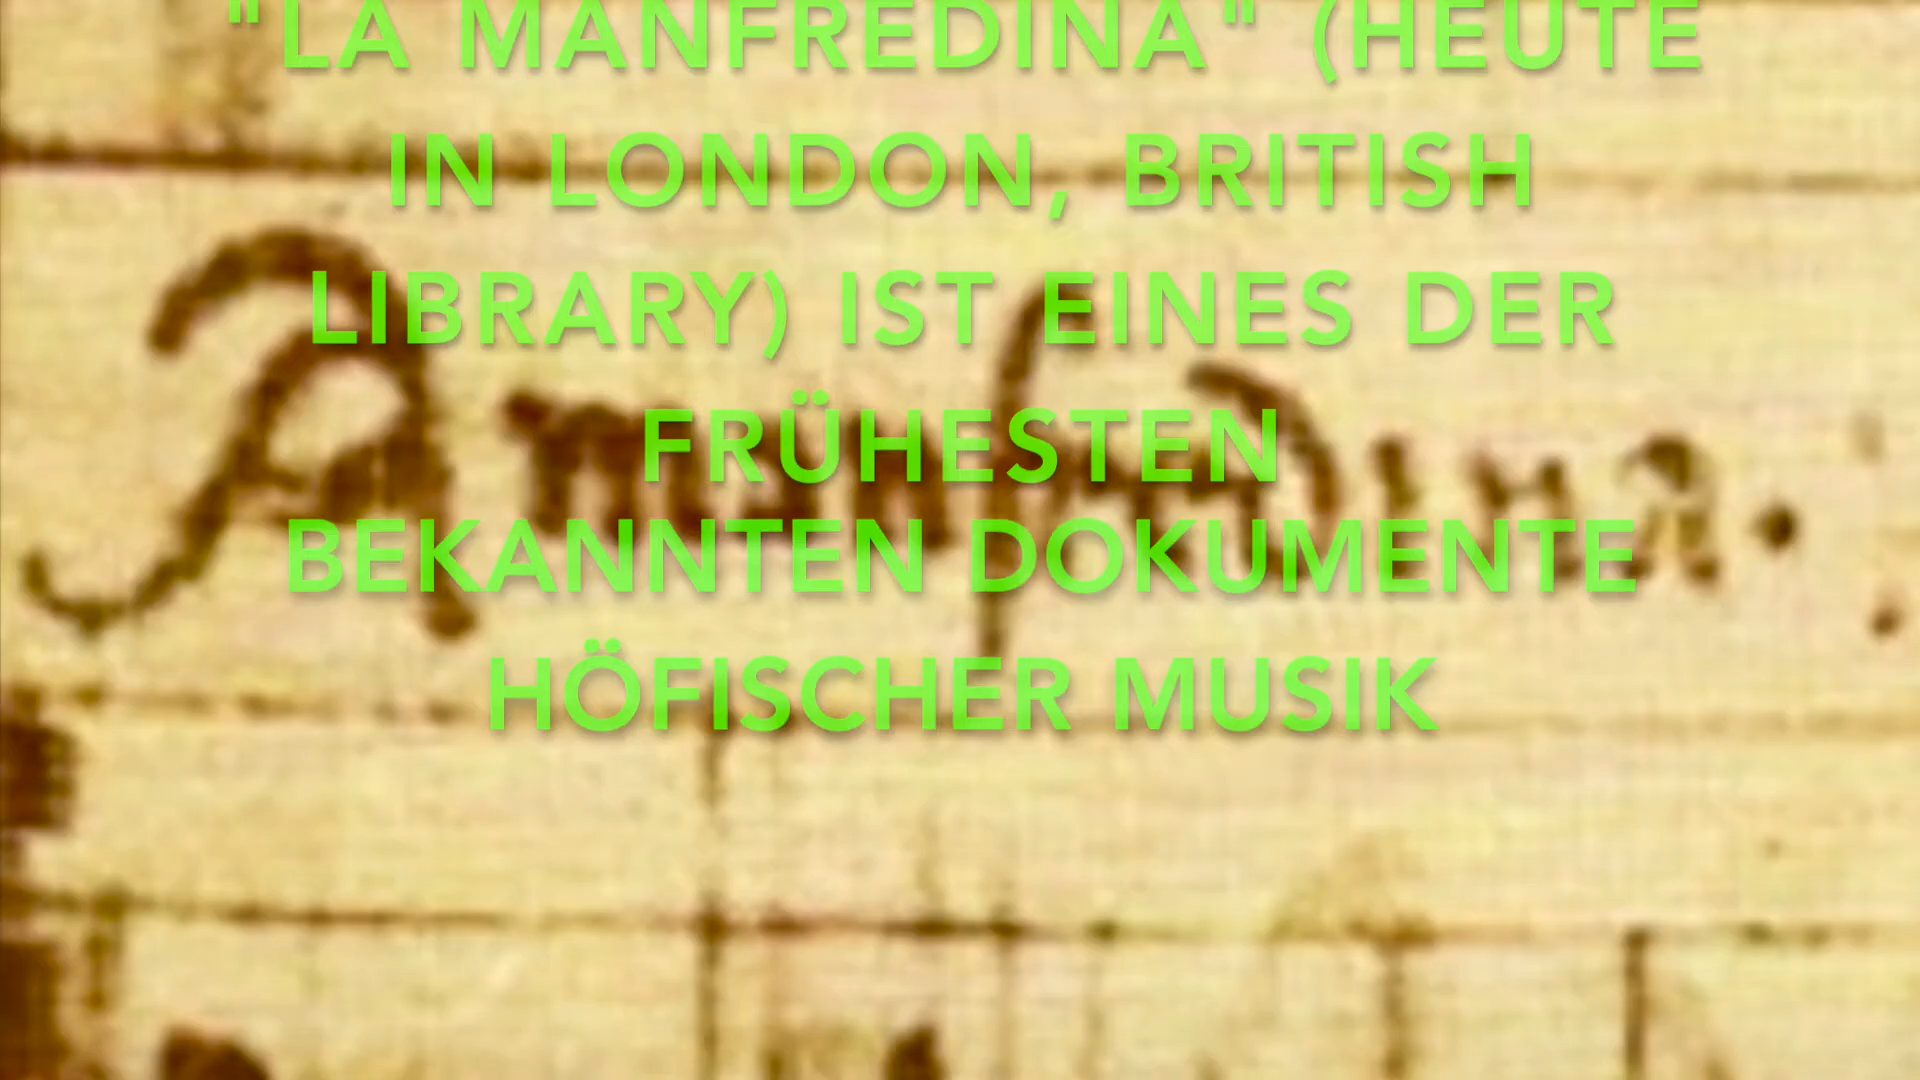 "LA MANFREDINA" (HEUTE
IN LONDON, BRITISH
LIBRARY) IST EINES DER
FRÜHESTEN
BEKANNTEN DOKUMENTE
HÖFISCHER MUSIK